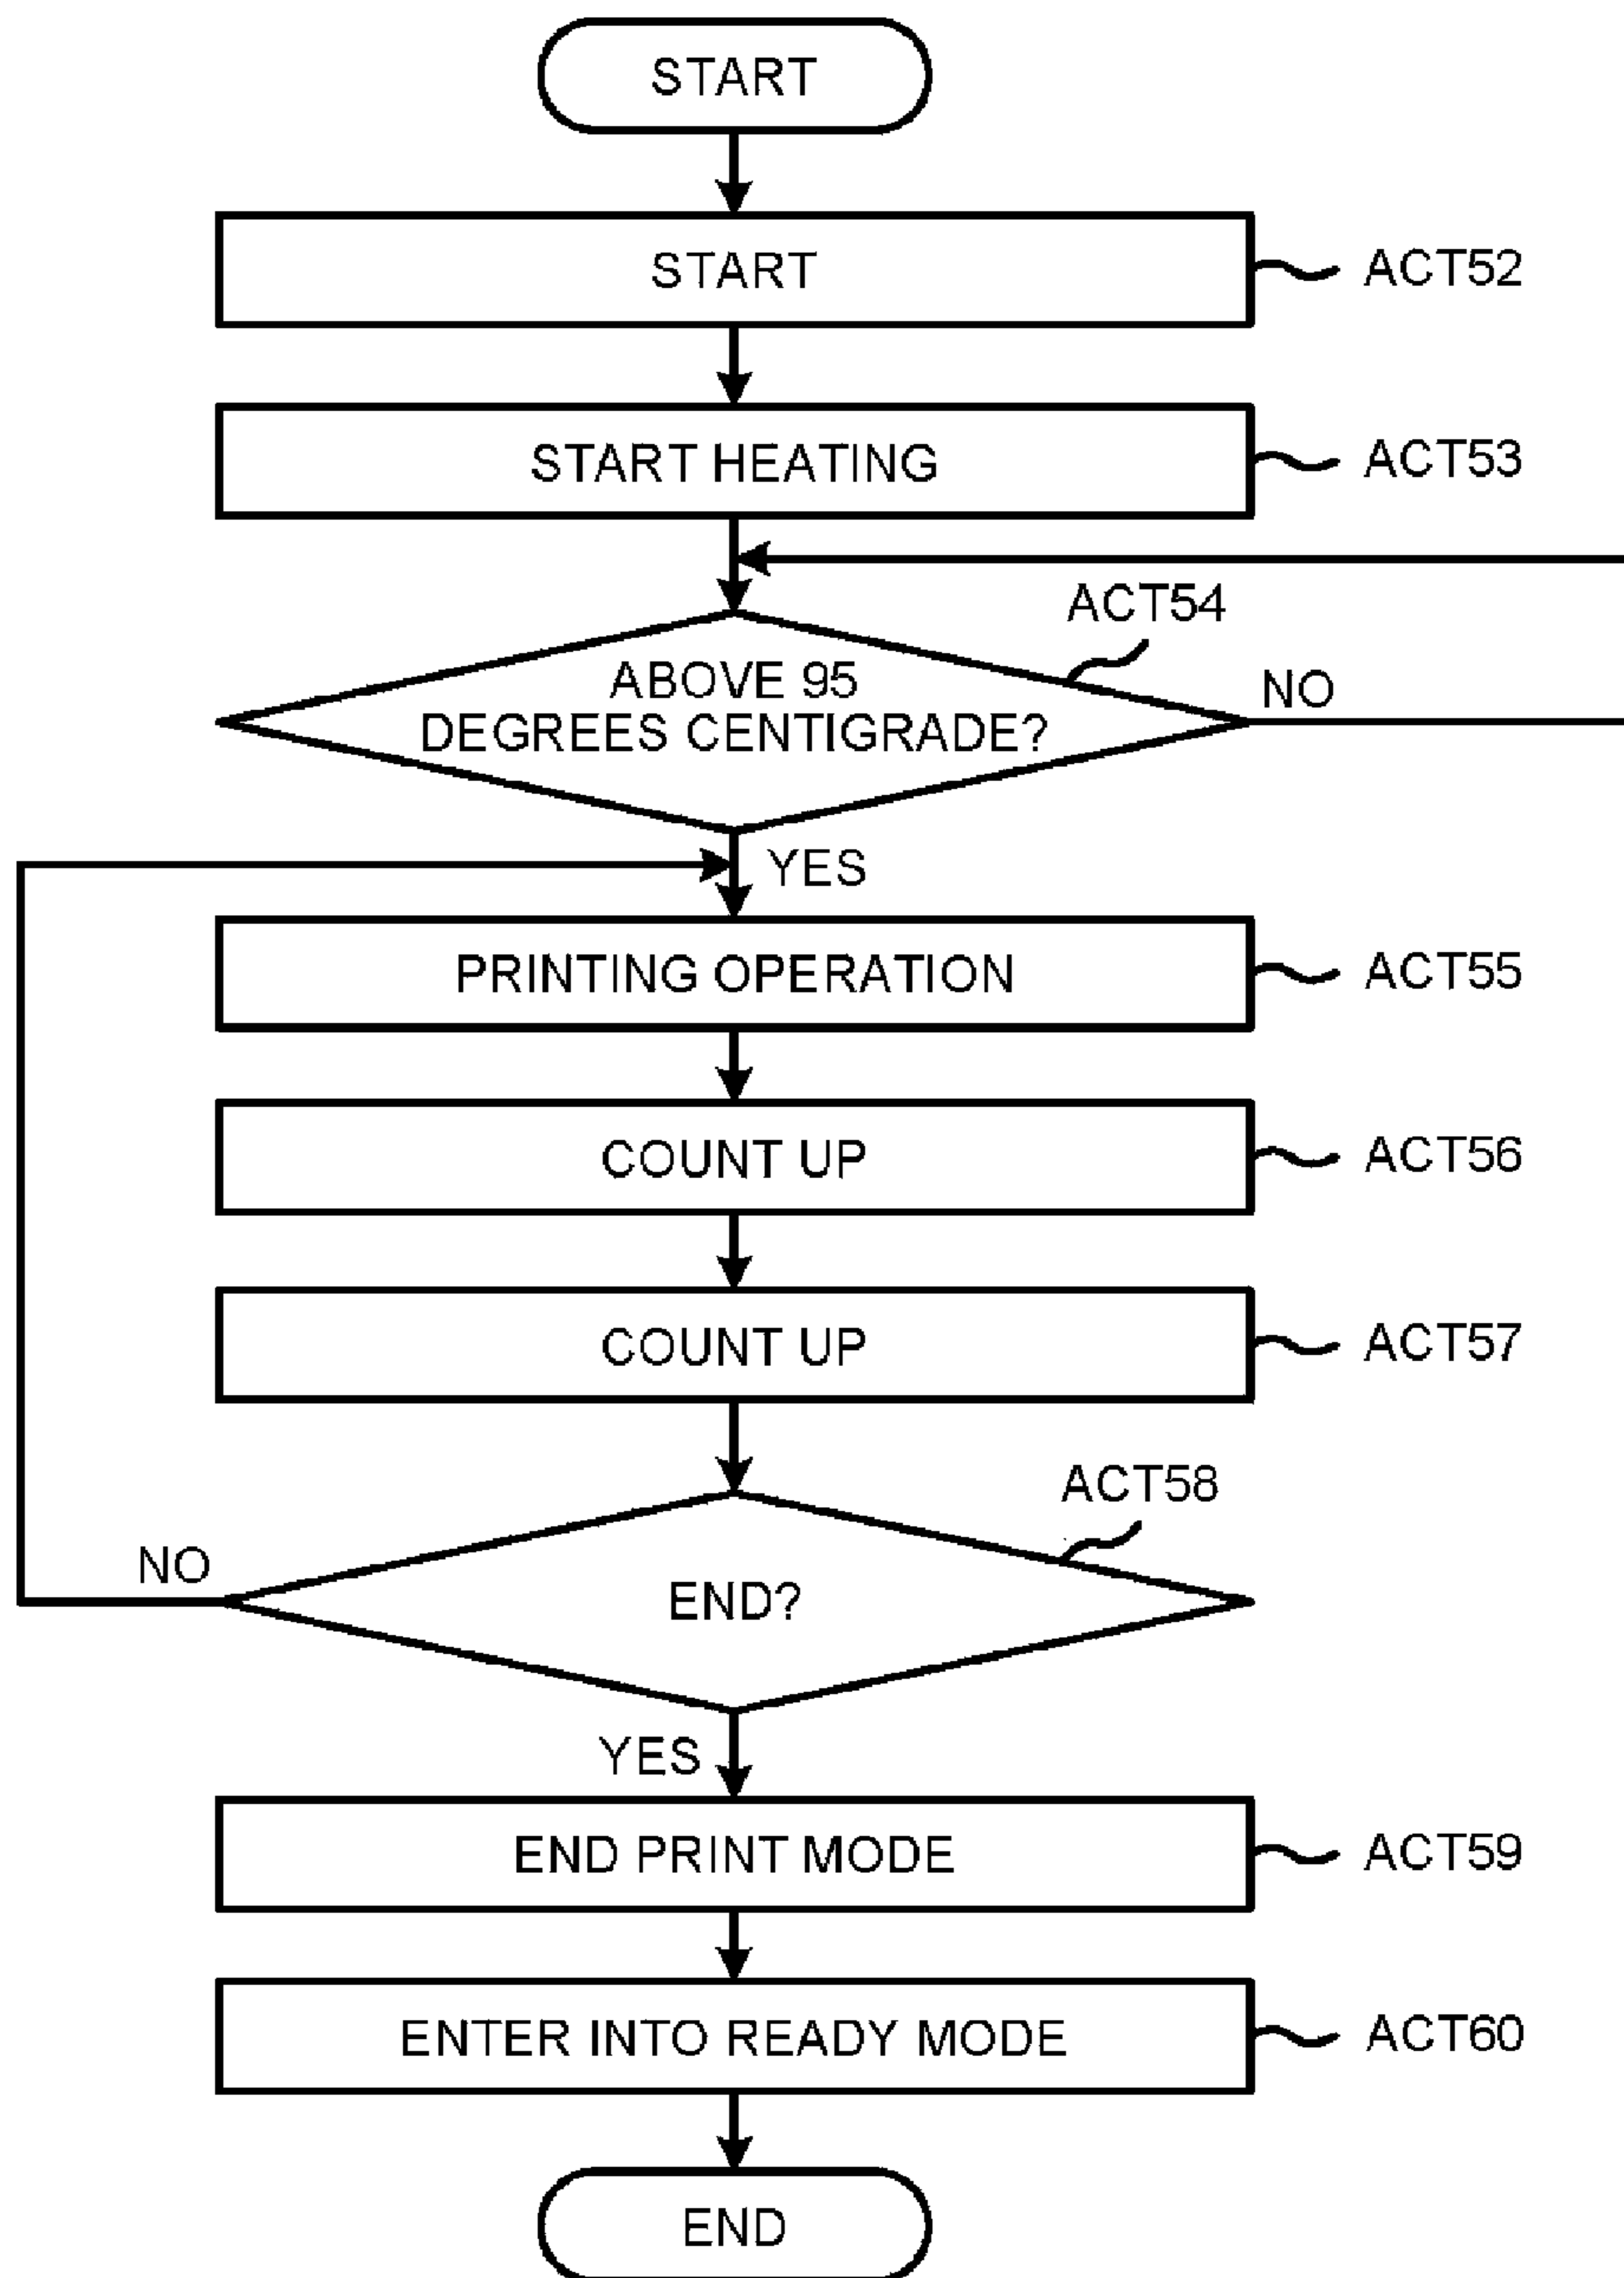 START
START
ACT52
START HEATING
ACT53
ACT54
ABOVE 95
DEGREES CENTIGRADE?
NO
YES
PRINTING OPERATION
ACT55
COUNT UP
ACT56
COUNT UP
ACT57
ACT58
NO
END?
YES
END PRINT MODE
ACT59
ENTER INTO READY MODE
ACT60
END